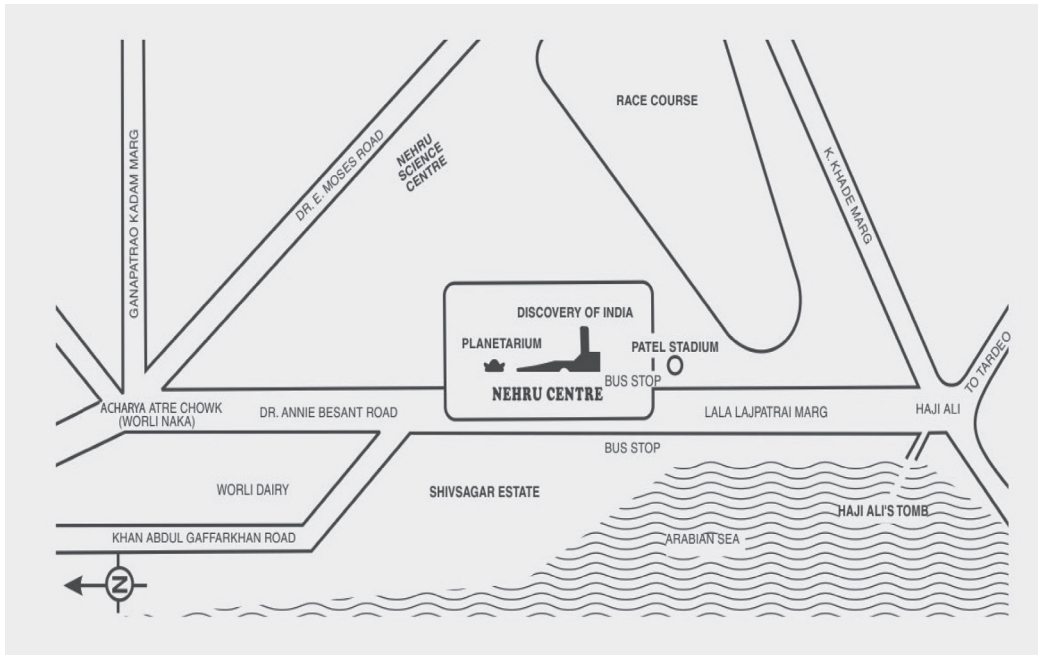 RACE COURSE
GANAPATRAO KADAM MARG
DR. E. MOSES ROAD
NEHRU
SCIENCE
CENTRE
K. KHADE MARG
DISCOVERY OF INDIA
PLANETARIUM
PATEL STADIUM
TO TARDEO
BUS STOP
NEHRU CENTRE
ACHARYA ATRE CHOWK
(WORLI NAKA)
DR. ANNIE BESANT ROAD
LALA LAJPATRAI MARG
HAJI ALI
BUS STOP
WORLI DAIRY
SHIVSAGAR ESTATE
HAJI ALI'S TOMB
KHAN ABDUL GAFFARKHAN ROAD
ARABIAN SEA
N